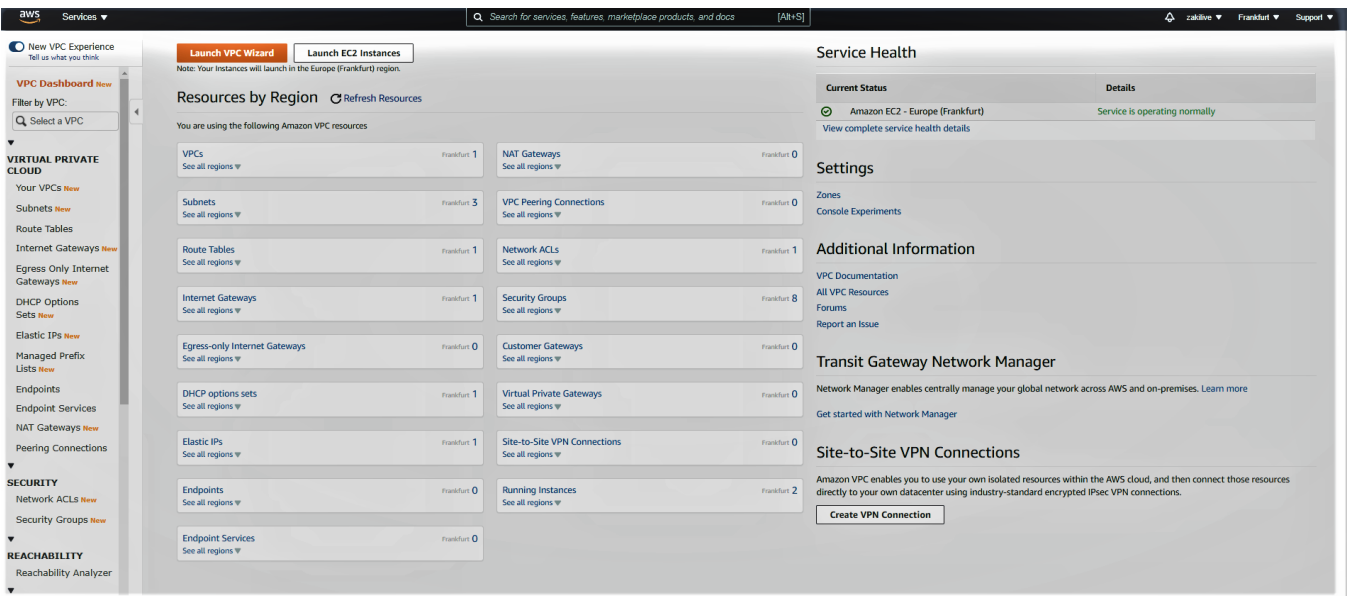 aws Services ▼ Search for services, features, marketplace products, and docs [Alt+S] zakilive ▼ Frankfurt ▼ Support ▼
New VPC Experience
Tell us what you think
VPC Dashboard New
Filter by VPC:
Select a VPC
VIRTUAL PRIVATE
CLOUD
Your VPCs New
Subnets New
Route Tables
Internet Gateways New
Egress Only Internet
Gateways New
DHCP Options
Sets New
Elastic IPs New
Managed Prefix
Lists New
Endpoints
Endpoint Services
NAT Gateways New
Peering Connections
SECURITY
Network ACLs New
Security Groups New
REACHABILITY
Reachability Analyzer
Launch VPC Wizard Launch EC2 Instances
Note: Your Instances will launch in the Europe (Frankfurt) region.
Resources by Region Refresh Resources
You are using the following Amazon VPC resources
VPCs Frankfurt 1
See all regions ▼
NAT Gateways Frankfurt 0
See all regions ▼
Subnets Frankfurt 3
See all regions ▼
VPC Peering Connections Frankfurt 0
See all regions ▼
Route Tables Frankfurt 1
See all regions ▼
Network ACLs Frankfurt 1
See all regions ▼
Internet Gateways Frankfurt 1
See all regions ▼
Security Groups Frankfurt 8
See all regions ▼
Egress-only Internet Gateways Frankfurt 0
See all regions ▼
Customer Gateways Frankfurt 0
See all regions ▼
DHCP options sets Frankfurt 1
See all regions ▼
Virtual Private Gateways Frankfurt 0
See all regions ▼
Elastic IPs Frankfurt 1
See all regions ▼
Site-to-Site VPN Connections Frankfurt 0
See all regions ▼
Endpoints Frankfurt 0
See all regions ▼
Running Instances Frankfurt 2
See all regions ▼
Endpoint Services Frankfurt 0
See all regions ▼
Service Health
Current Status Details
Amazon EC2 - Europe (Frankfurt) Service is operating normally
View complete service health details
Settings
Zones
Console Experiments
Additional Information
VPC Documentation
All VPC Resources
Forums
Report an Issue
Transit Gateway Network Manager
Network Manager enables centrally manage your global network across AWS and on-premises. Learn more
Get started with Network Manager
Site-to-Site VPN Connections
Amazon VPC enables you to use your own isolated resources within the AWS cloud, and then connect those resources
directly to your own datacenter using industry-standard encrypted IPsec VPN connections.
Create VPN Connection